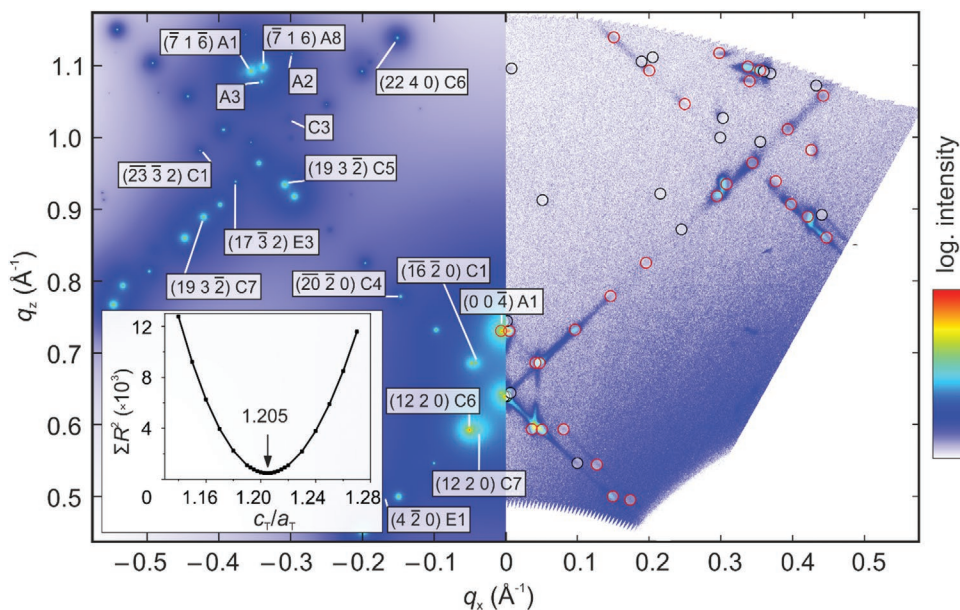 (7̅ 1 6̅) A1
(7̅ 1 6) A8
A3
A2
(22 4 0) C6
C3
(2̅3̅ 3̅ 2) C1
(19 3 2̅) C5
(17 3̅ 2) E3
(19 3 2̅) C7
(2̅0̅ 2̅ 0) C4
(1̅6̅ 2̅ 0) C1
(0 0 4̅) A1
(12 2 0) C6
(12 2 0) C7
(4 2̅ 0) E1
1.1
1.0
0.9
0.8
0.7
0.6
0.5
q_z (Å⁻¹)
12
8
4
0
ΣR² (×10³)
1.205
1.16 1.20 1.24 1.28
c_T/a_T
−0.5 −0.4 −0.3 −0.2 −0.1 0 0.1 0.2 0.3 0.4 0.5
q_x (Å⁻¹)
log. intensity